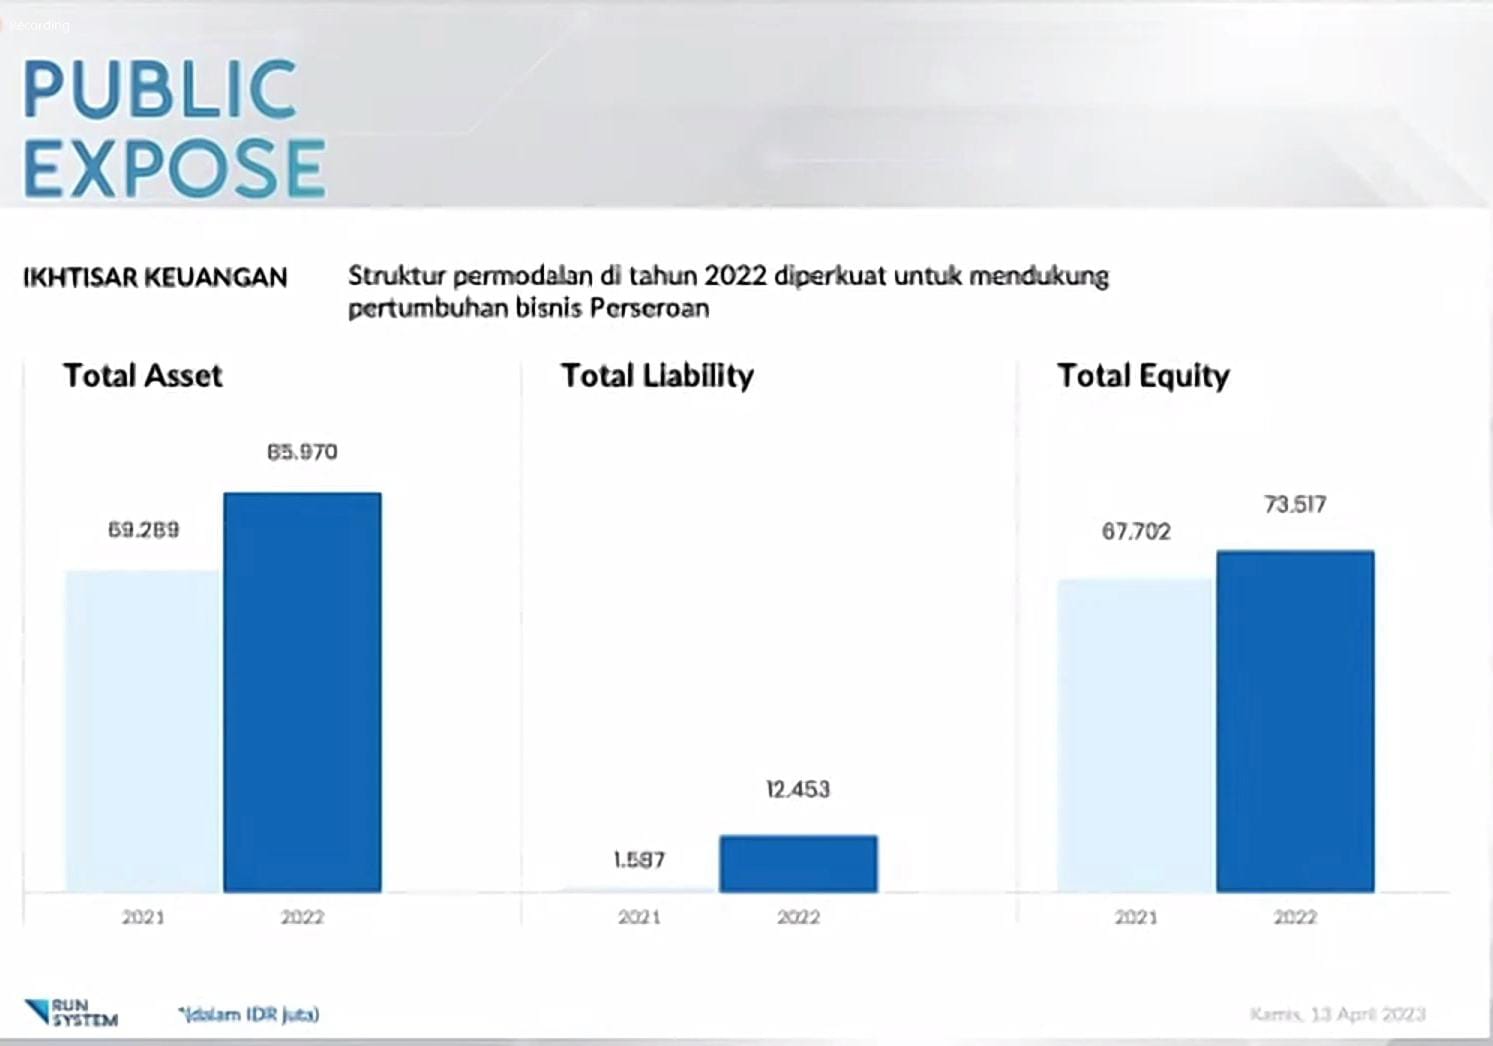 Recording
PUBLIC
EXPOSE
IKHTISAR KEUANGAN
Struktur permodalan di tahun 2022 diperkuat untuk mendukung
pertumbuhan bisnis Perseroan
Total Asset
Total Liability
Total Equity
85.970
69.289
73.517
67.702
12.453
1.587
2021
2022
2021
2022
2021
2022
RUN
SYSTEM
*(dalam IDR juta)
Kamis, 13 April 2023